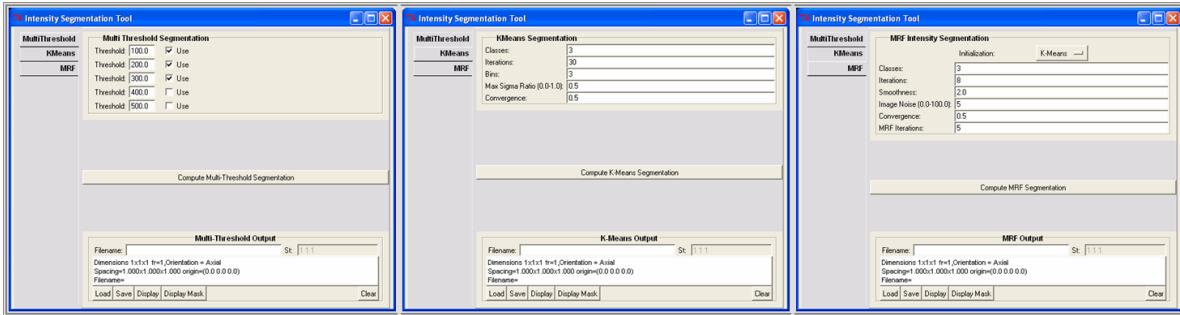 Intensity Segmentation Tool
MultiThreshold
KMeans
MRF
Multi Threshold Segmentation
Threshold: 100.0 Use
Threshold: 200.0 Use
Threshold: 300.0 Use
Threshold: 400.0 Use
Threshold: 500.0 Use
Compute Multi-Threshold Segmentation
Multi-Threshold Output
Filename: St: 1 1 1
Dimensions 1x1x1 fr=1,Orientation = Axial
Spacing=1.000x1.000x1.000 origin=(0.0 0.0 0.0)
Filename=
Load Save Display Display Mask Clear
Intensity Segmentation Tool
MultiThreshold
KMeans
MRF
KMeans Segmentation
Classes: 3
Iterations: 30
Bins: 3
Max Sigma Ratio (0.0-1.0): 0.5
Convergence: 0.5
Compute K-Means Segmentation
K-Means Output
Filename: St: 1 1 1
Dimensions 1x1x1 fr=1,Orientation = Axial
Spacing=1.000x1.000x1.000 origin=(0.0 0.0 0.0)
Filename=
Load Save Display Display Mask Clear
Intensity Segmentation Tool
MultiThreshold
KMeans
MRF
MRF Intensity Segmentation
Initialization: K-Means
Classes: 3
Iterations: 8
Smoothness: 2.0
Image Noise (0.0-100.0): 5
Convergence: 0.5
MRF Iterations: 5
Compute MRF Segmentation
MRF Output
Filename: St: 1 1 1
Dimensions 1x1x1 fr=1,Orientation = Axial
Spacing=1.000x1.000x1.000 origin=(0.0 0.0 0.0)
Filename=
Load Save Display Display Mask Clear